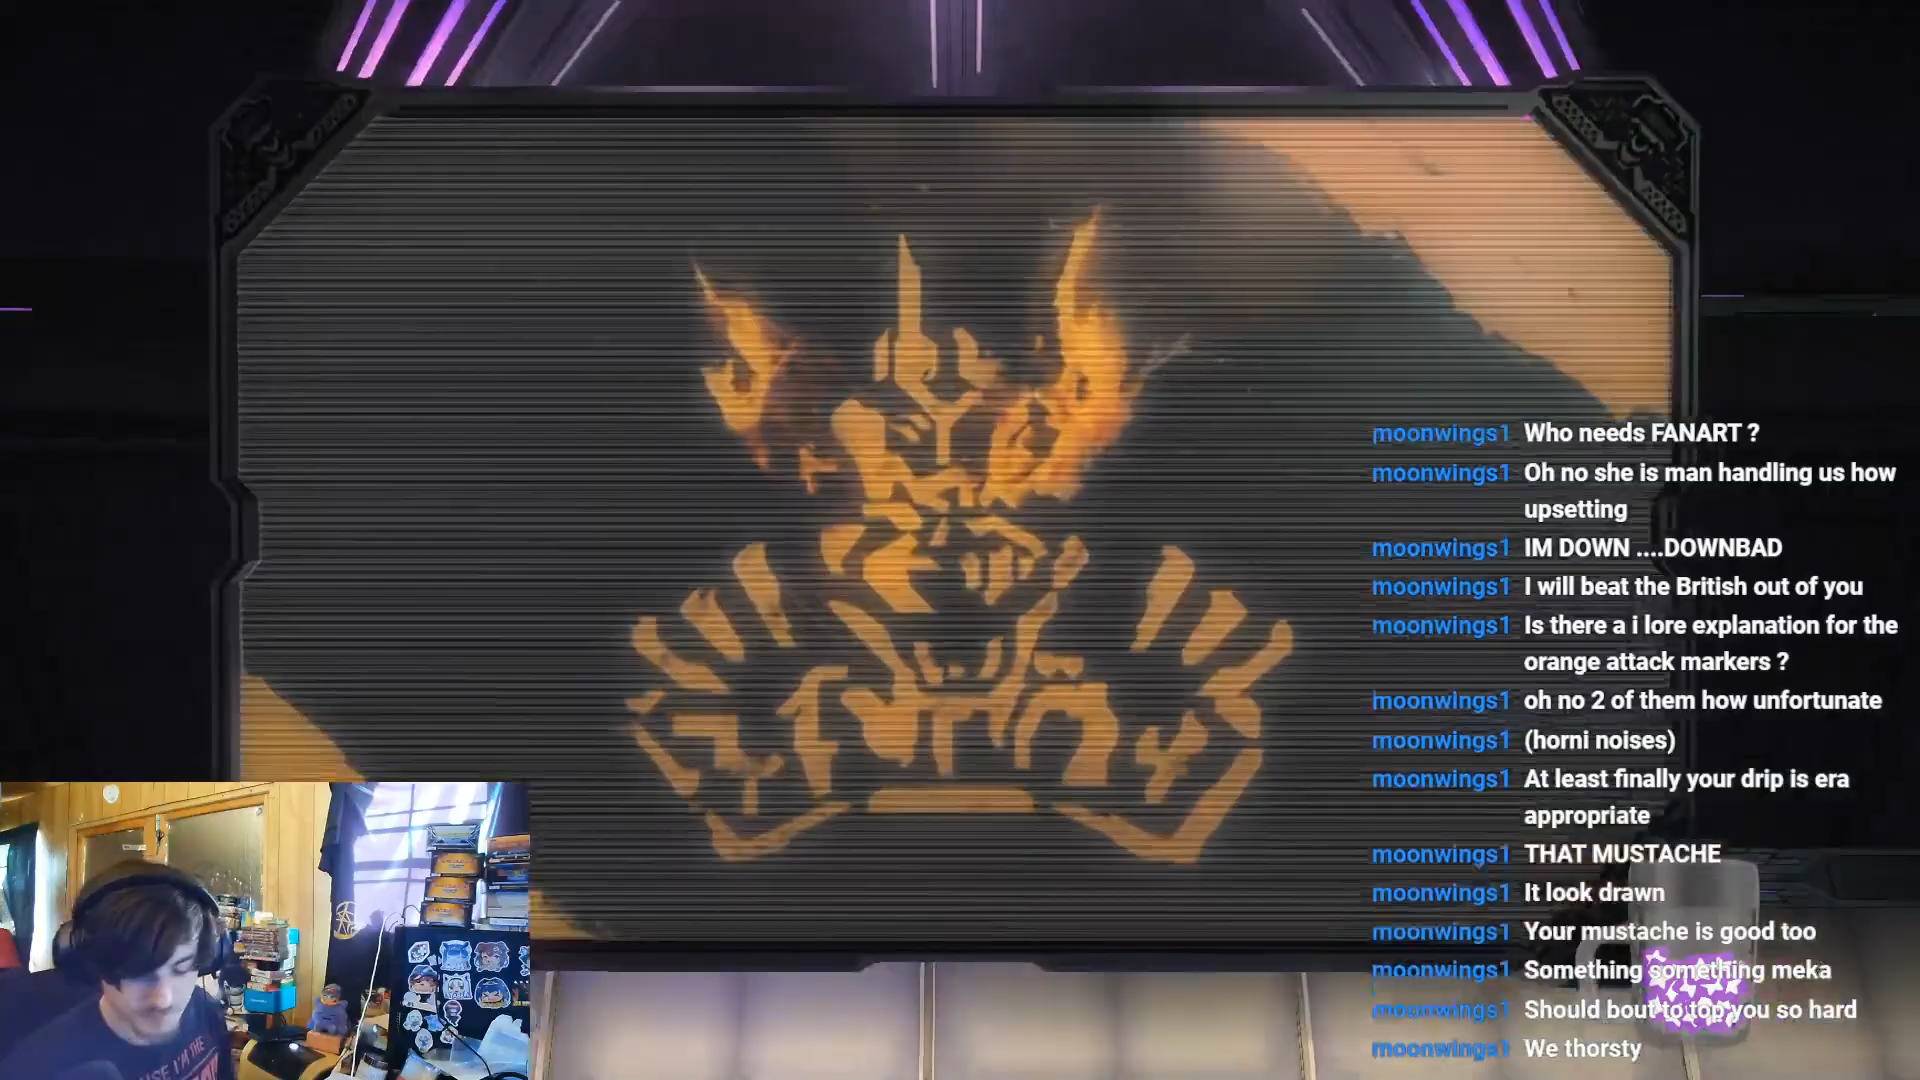 moonwings1 Who needs FANART ?
moonwings1 Oh no she is man handling us how
upsetting
moonwings1 IM DOWN ....DOWNBAD
moonwings1 I will beat the British out of you
moonwings1 Is there a i lore explanation for the
orange attack markers ?
moonwings1 oh no 2 of them how unfortunate
moonwings1 (horni noises)
moonwings1 At least finally your drip is era
appropriate
moonwings1 THAT MUSTACHE
moonwings1 It look drawn
moonwings1 Your mustache is good too
moonwings1 Something something meka
moonwings1 Should bout to top you so hard
moonwings1 We thorsty
I'M THE